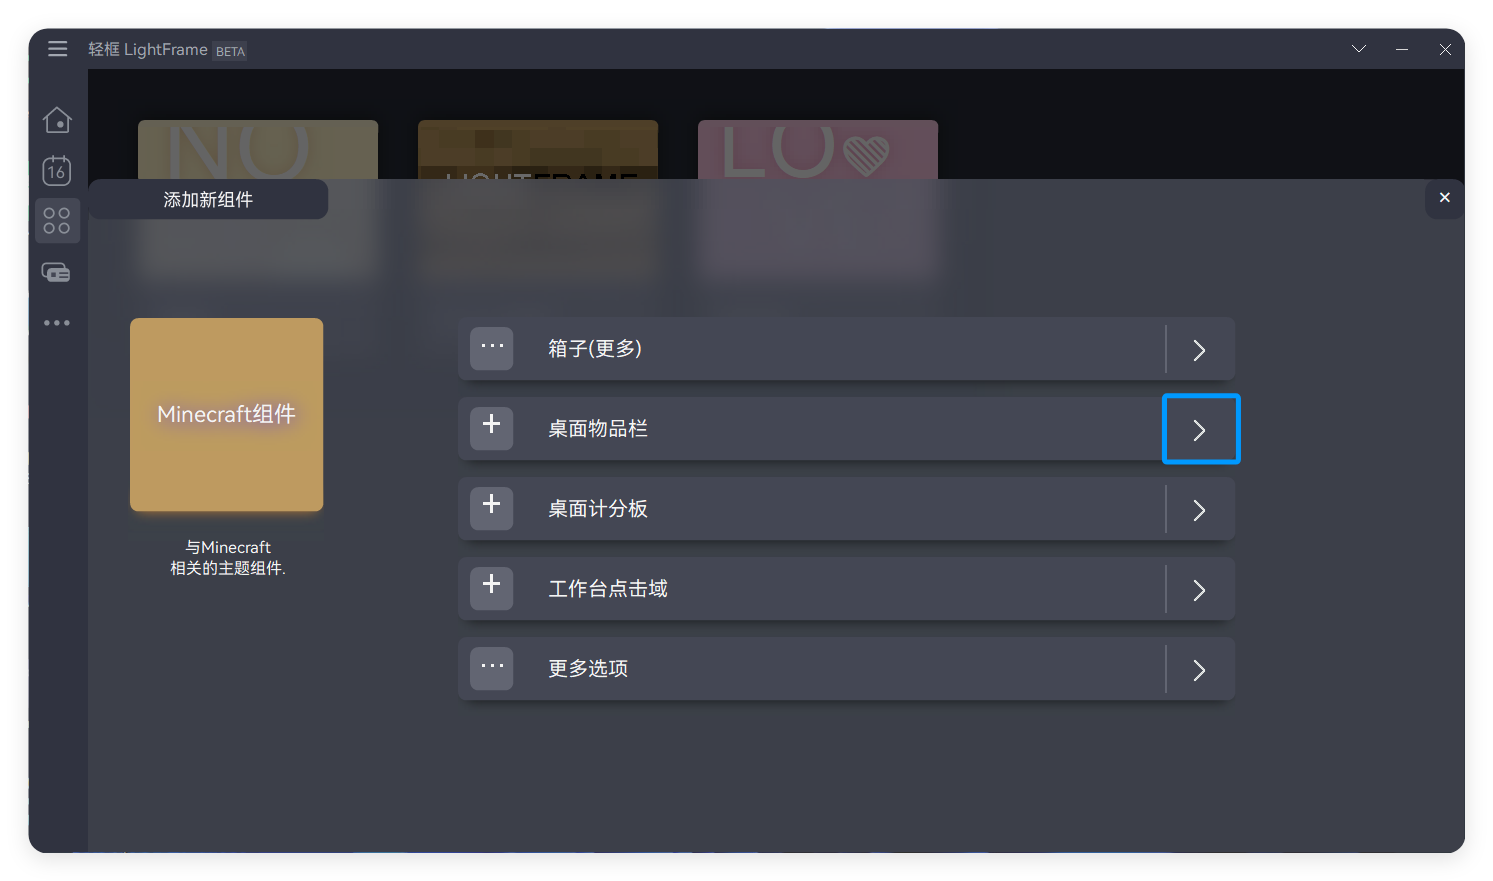 轻框 LightFrame BETA
16
NO
LIGHTFRAME
LO
添加新组件
Minecraft组件
与Minecraft
相关的主题组件.
箱子(更多)
桌面物品栏
桌面计分板
工作台点击域
更多选项